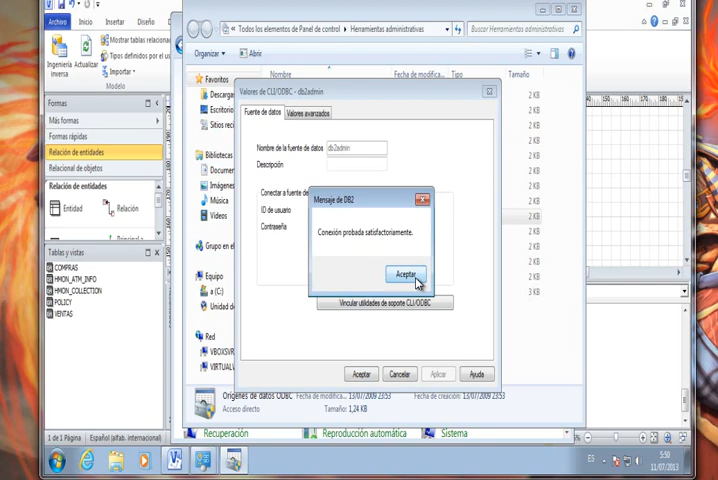 Archivo Inicio Insertar Diseño
Todos los elementos de Panel de control Herramientas administrativas
Buscar Herramientas administrativas
Organizar Abrir
Ingeniería inversa
Actualizar
Mostrar tablas relaciona
Tipos definidos por el us
Importar
Modelo
Nombre
Fecha de modifica...
Tipo
Tamaño
Formas
Más formas
Formas rápidas
Relación de entidades
Relacional de objetos
Relación de entidades
Entidad
Relación
Tablas y vistas
COMPRAS
HMON_ATM_INFO
HMON_COLLECTION
POLICY
VENTAS
Favoritos
Descargas
Escritorio
Sitios reci
Bibliotecas
Documen
Imágenes
Música
Vídeos
Grupo en el
Equipo
a (C:)
Unidad d
Red
VBOXSVR
VIRTUAL
2 KB
2 KB
2 KB
2 KB
2 KB
2 KB
2 KB
2 KB
2 KB
2 KB
2 KB
2 KB
3 KB
Valores de CLI/ODBC - db2admin
Fuente de datos
Valores avanzados
Nombre de la fuente de datos
db2admin
Descripción
Conectar a fuente de
ID de usuario
Contraseña
Mensaje de DB2
Conexión probada satisfactoriamente.
Aceptar
Vincular utilidades de soporte CLI/ODBC
Aceptar
Cancelar
Aplicar
Ayuda
Orígenes de datos ODBC Fecha de modifica... 13/07/2009 23:53 Fecha de creación: 13/07/2009 23:53
Acceso directo Tamaño: 1,24 KB
Recuperación
Reproducción automática
Sistema
1 de 1 Página Español (alfab. internacional)
ES
5:50
11/07/2013